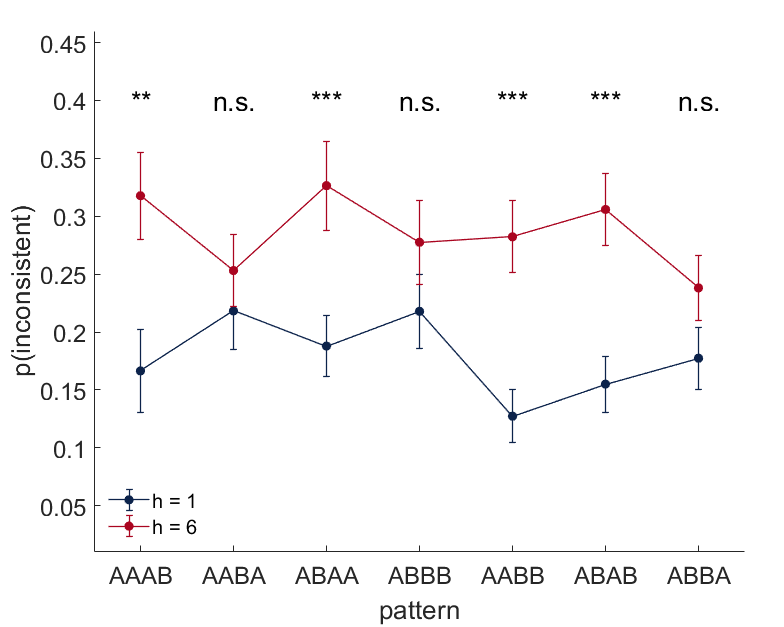 0.45
** n.s. *** n.s. *** *** n.s.
0.4
0.35
0.3
0.25
0.2
0.15
0.1
0.05
p(inconsistent)
h = 1
h = 6
AAAB AABA ABAA ABBB AABB ABAB ABBA
pattern